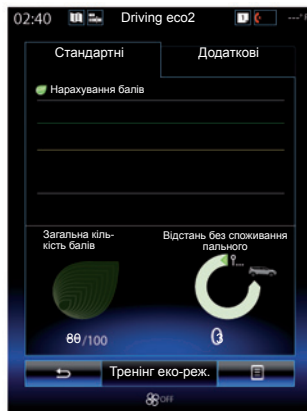 02:40 Driving eco2 1 ---°F
Стандартні Додаткові
Нарахування балів
Загальна кіль-
кість балів
Відстань без споживання
пального
/100
Тренінг еко-реж.
OFF